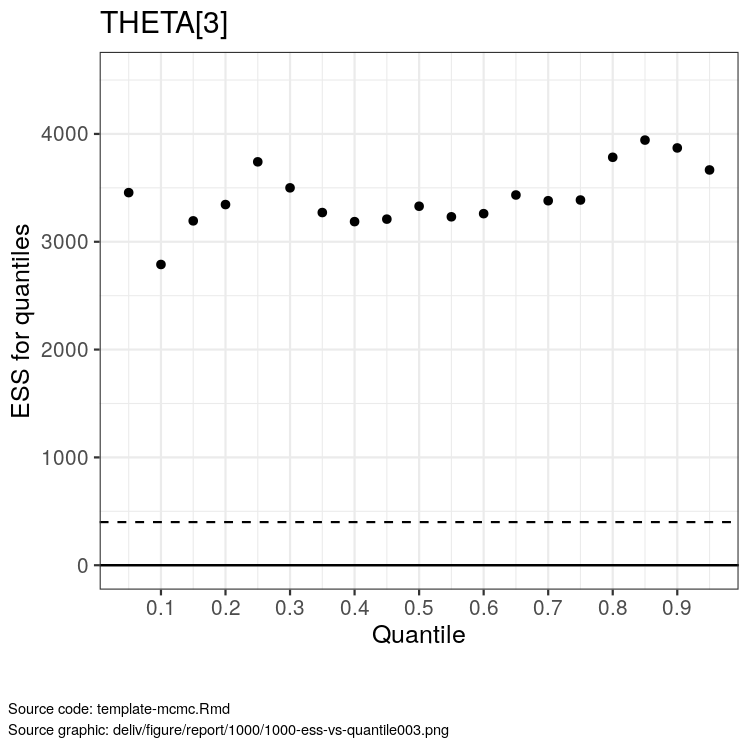 THETA[3]
ESS for quantiles
4000
3000
2000
1000
0
0.1 0.2 0.3 0.4 0.5 0.6 0.7 0.8 0.9
Quantile
Source code: template-mcmc.Rmd
Source graphic: deliv/figure/report/1000/1000-ess-vs-quantile003.png